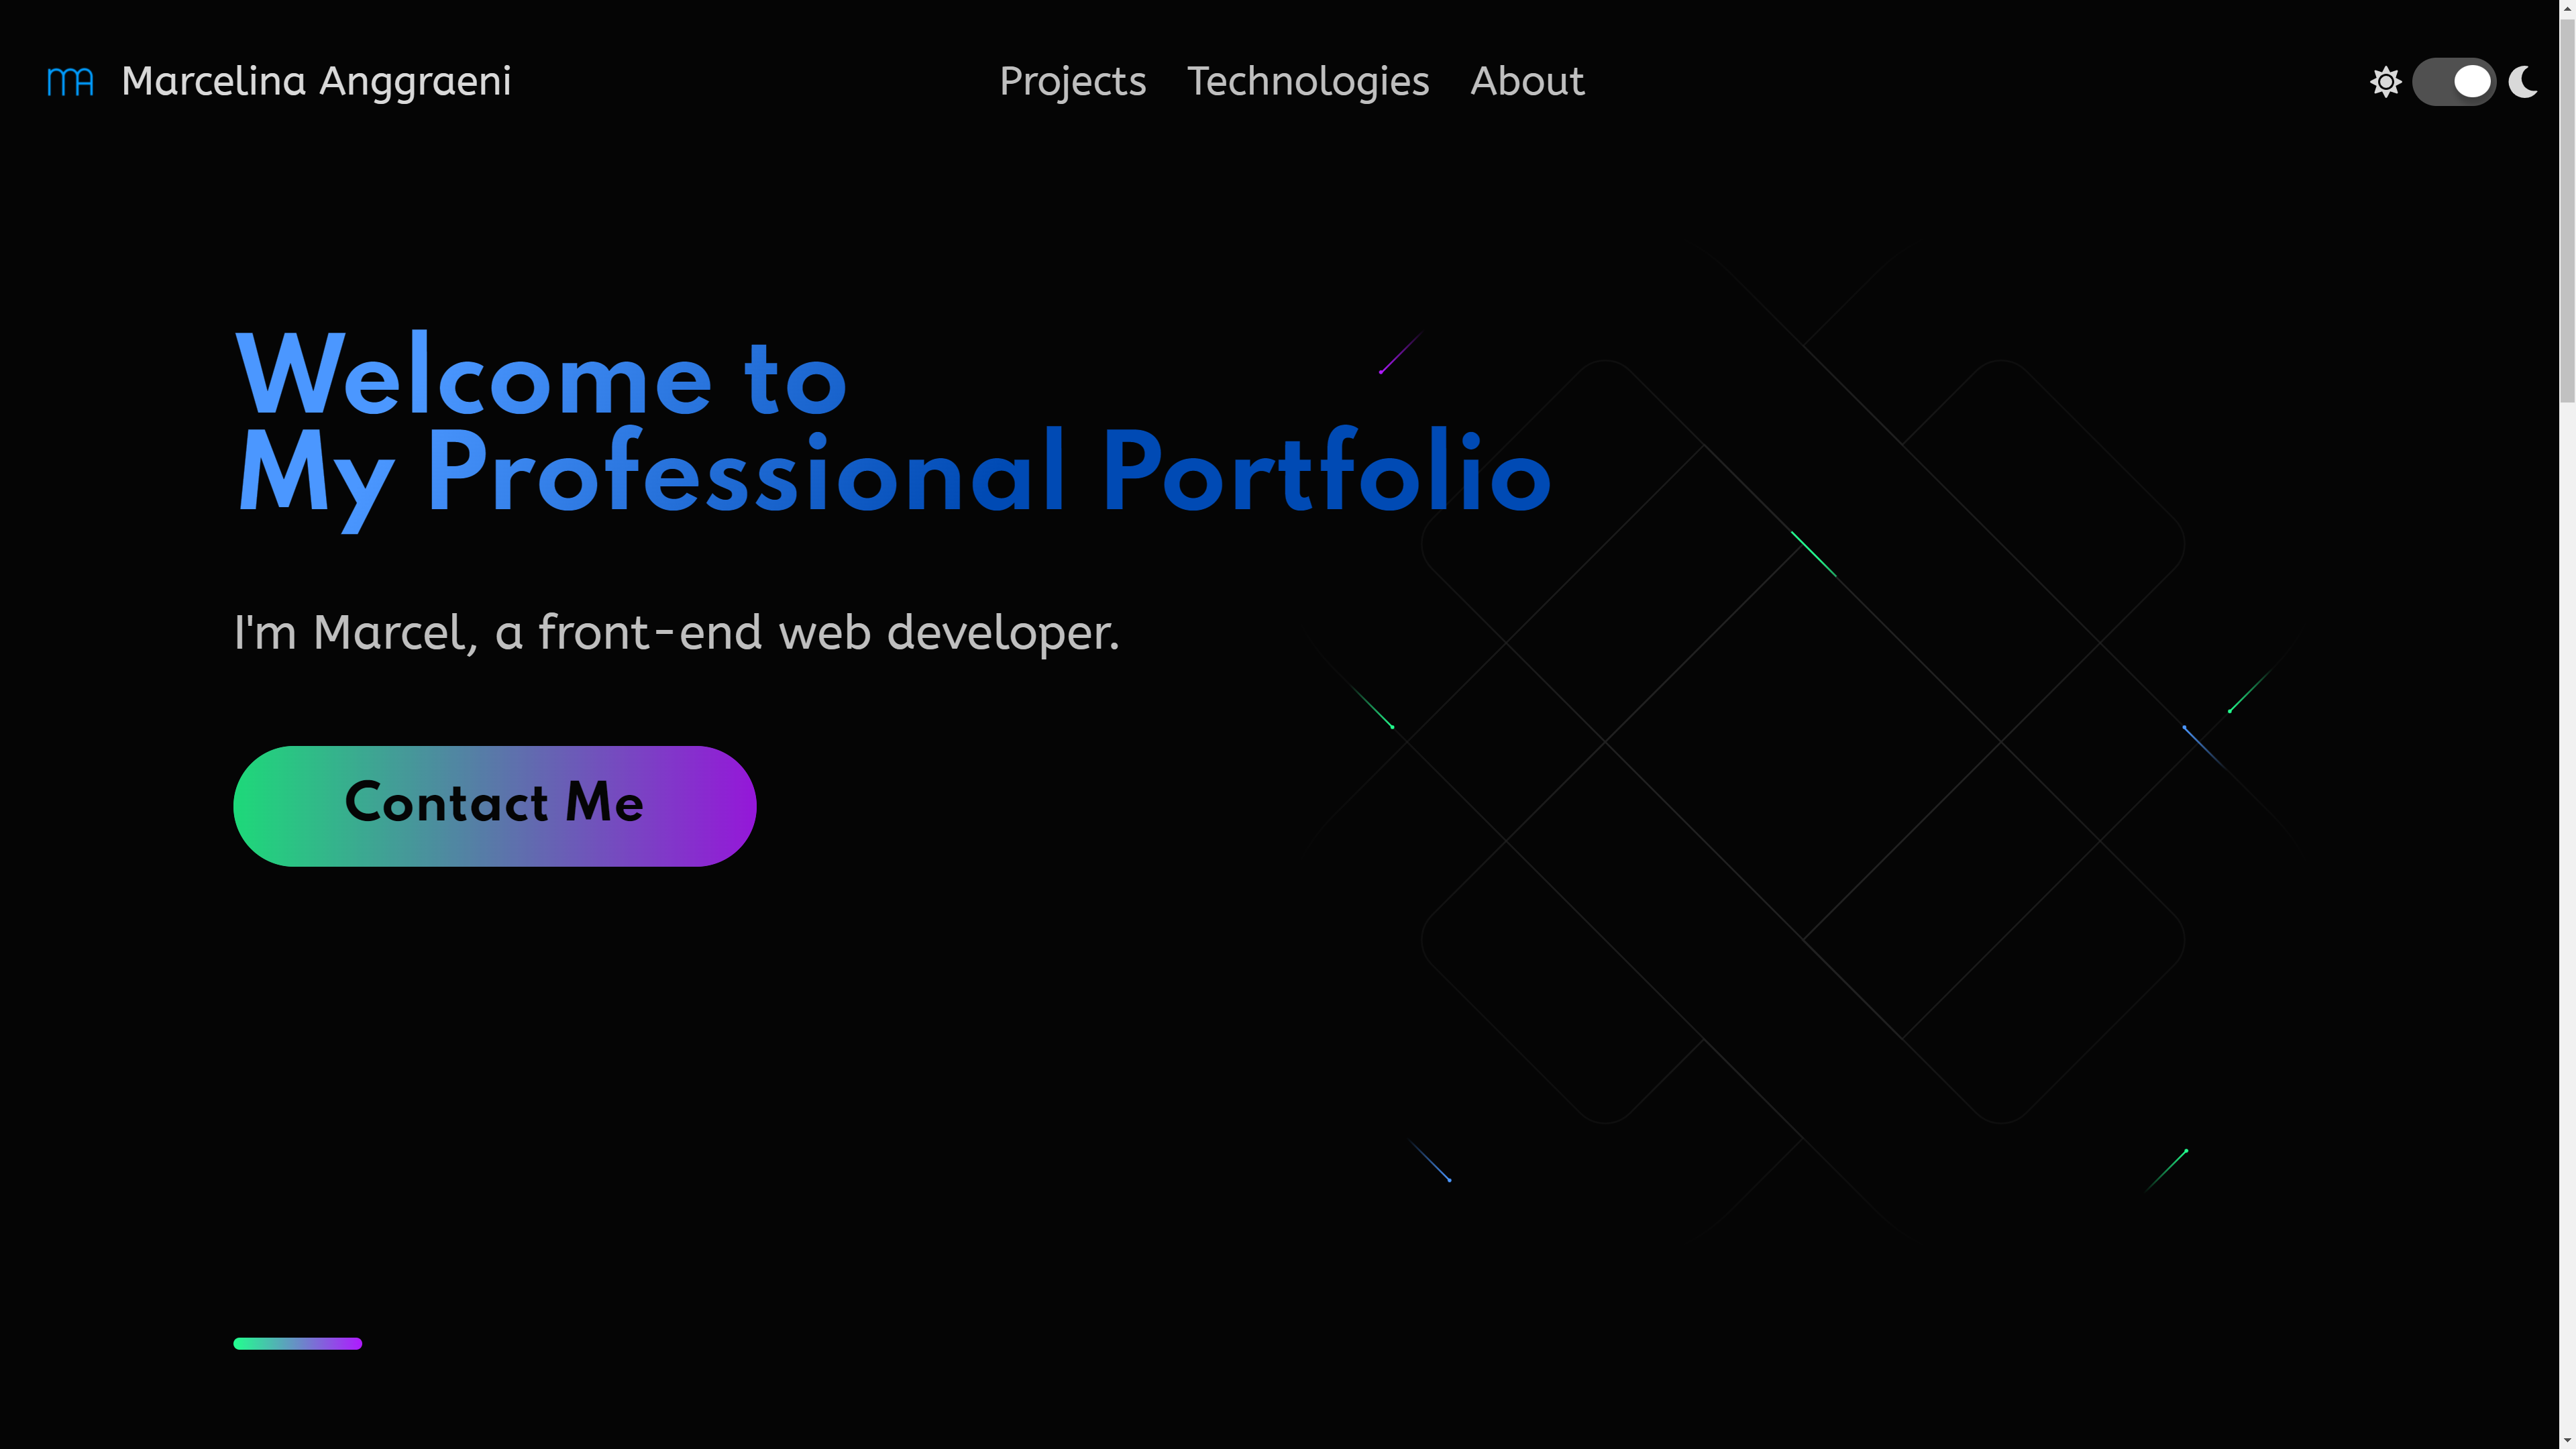 MA Marcelina Anggraeni
Projects Technologies About
Welcome to
My Professional Portfolio
I'm Marcel, a front-end web developer.
Contact Me